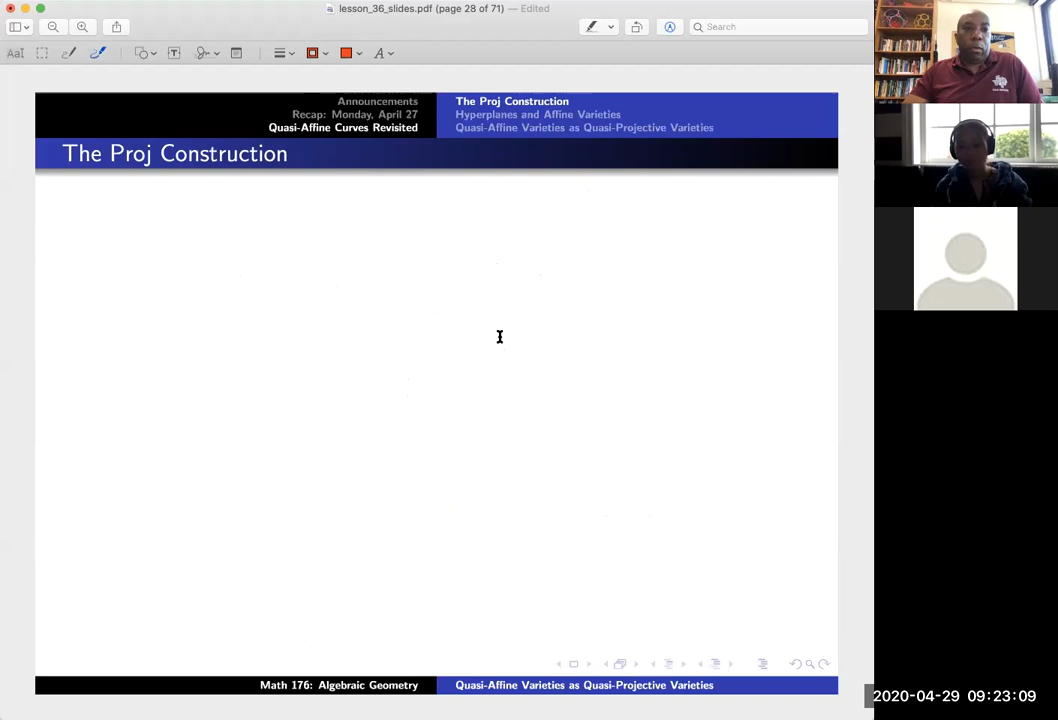 lesson_36_slides.pdf (page 28 of 71) — Edited
Search
Announcements
Recap: Monday, April 27
Quasi-Affine Curves Revisited
The Proj Construction
Hyperplanes and Affine Varieties
Quasi-Affine Varieties as Quasi-Projective Varieties
The Proj Construction
Math 176: Algebraic Geometry
Quasi-Affine Varieties as Quasi-Projective Varieties
2020-04-29 09:23:09